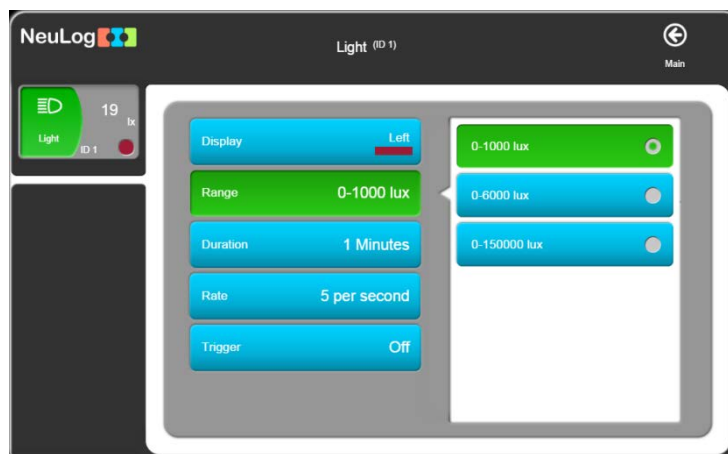 NeuLog
Light (ID 1)
Main
19
lx
Light
ID 1
Display Left
Range 0-1000 lux
Duration 1 Minutes
Rate 5 per second
Trigger Off
0-1000 lux
0-6000 lux
0-150000 lux